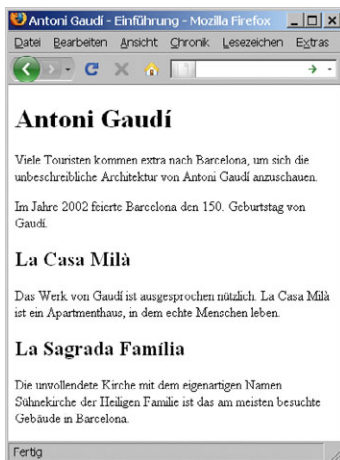 Antoni Gaudí - Einführung - Mozilla Firefox
Datei Bearbeiten Ansicht Chronik Lesezeichen Extras
Antoni Gaudí
Viele Touristen kommen extra nach Barcelona, um sich die
unbeschreibliche Architektur von Antoni Gaudí anzuschauen.
Im Jahre 2002 feierte Barcelona den 150. Geburtstag von
Gaudí.
La Casa Milà
Das Werk von Gaudí ist ausgesprochen nützlich. La Casa Milà
ist ein Apartmenthaus, in dem echte Menschen leben.
La Sagrada Família
Die unvollendete Kirche mit dem eigenartigen Namen
Sühnekirche der Heiligen Familie ist das am meisten besuchte
Gebäude in Barcelona.
Fertig